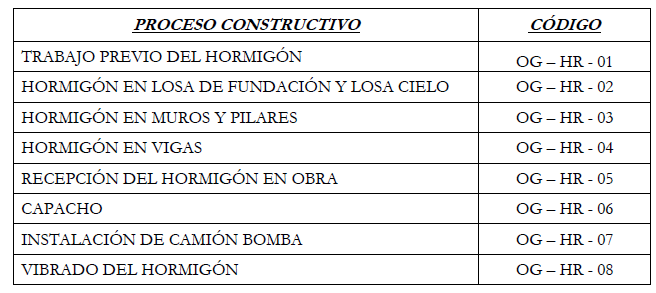 PROCESO CONSTRUCTIVO CÓDIGO
TRABAJO PREVIO DEL HORMIGÓN OG – HR - 01
HORMIGÓN EN LOSA DE FUNDACIÓN Y LOSA CIELO OG – HR - 02
HORMIGÓN EN MUROS Y PILARES OG – HR - 03
HORMIGÓN EN VIGAS OG – HR - 04
RECEPCIÓN DEL HORMIGÓN EN OBRA OG – HR - 05
CAPACHO OG – HR - 06
INSTALACIÓN DE CAMIÓN BOMBA OG – HR - 07
VIBRADO DEL HORMIGÓN OG – HR - 08